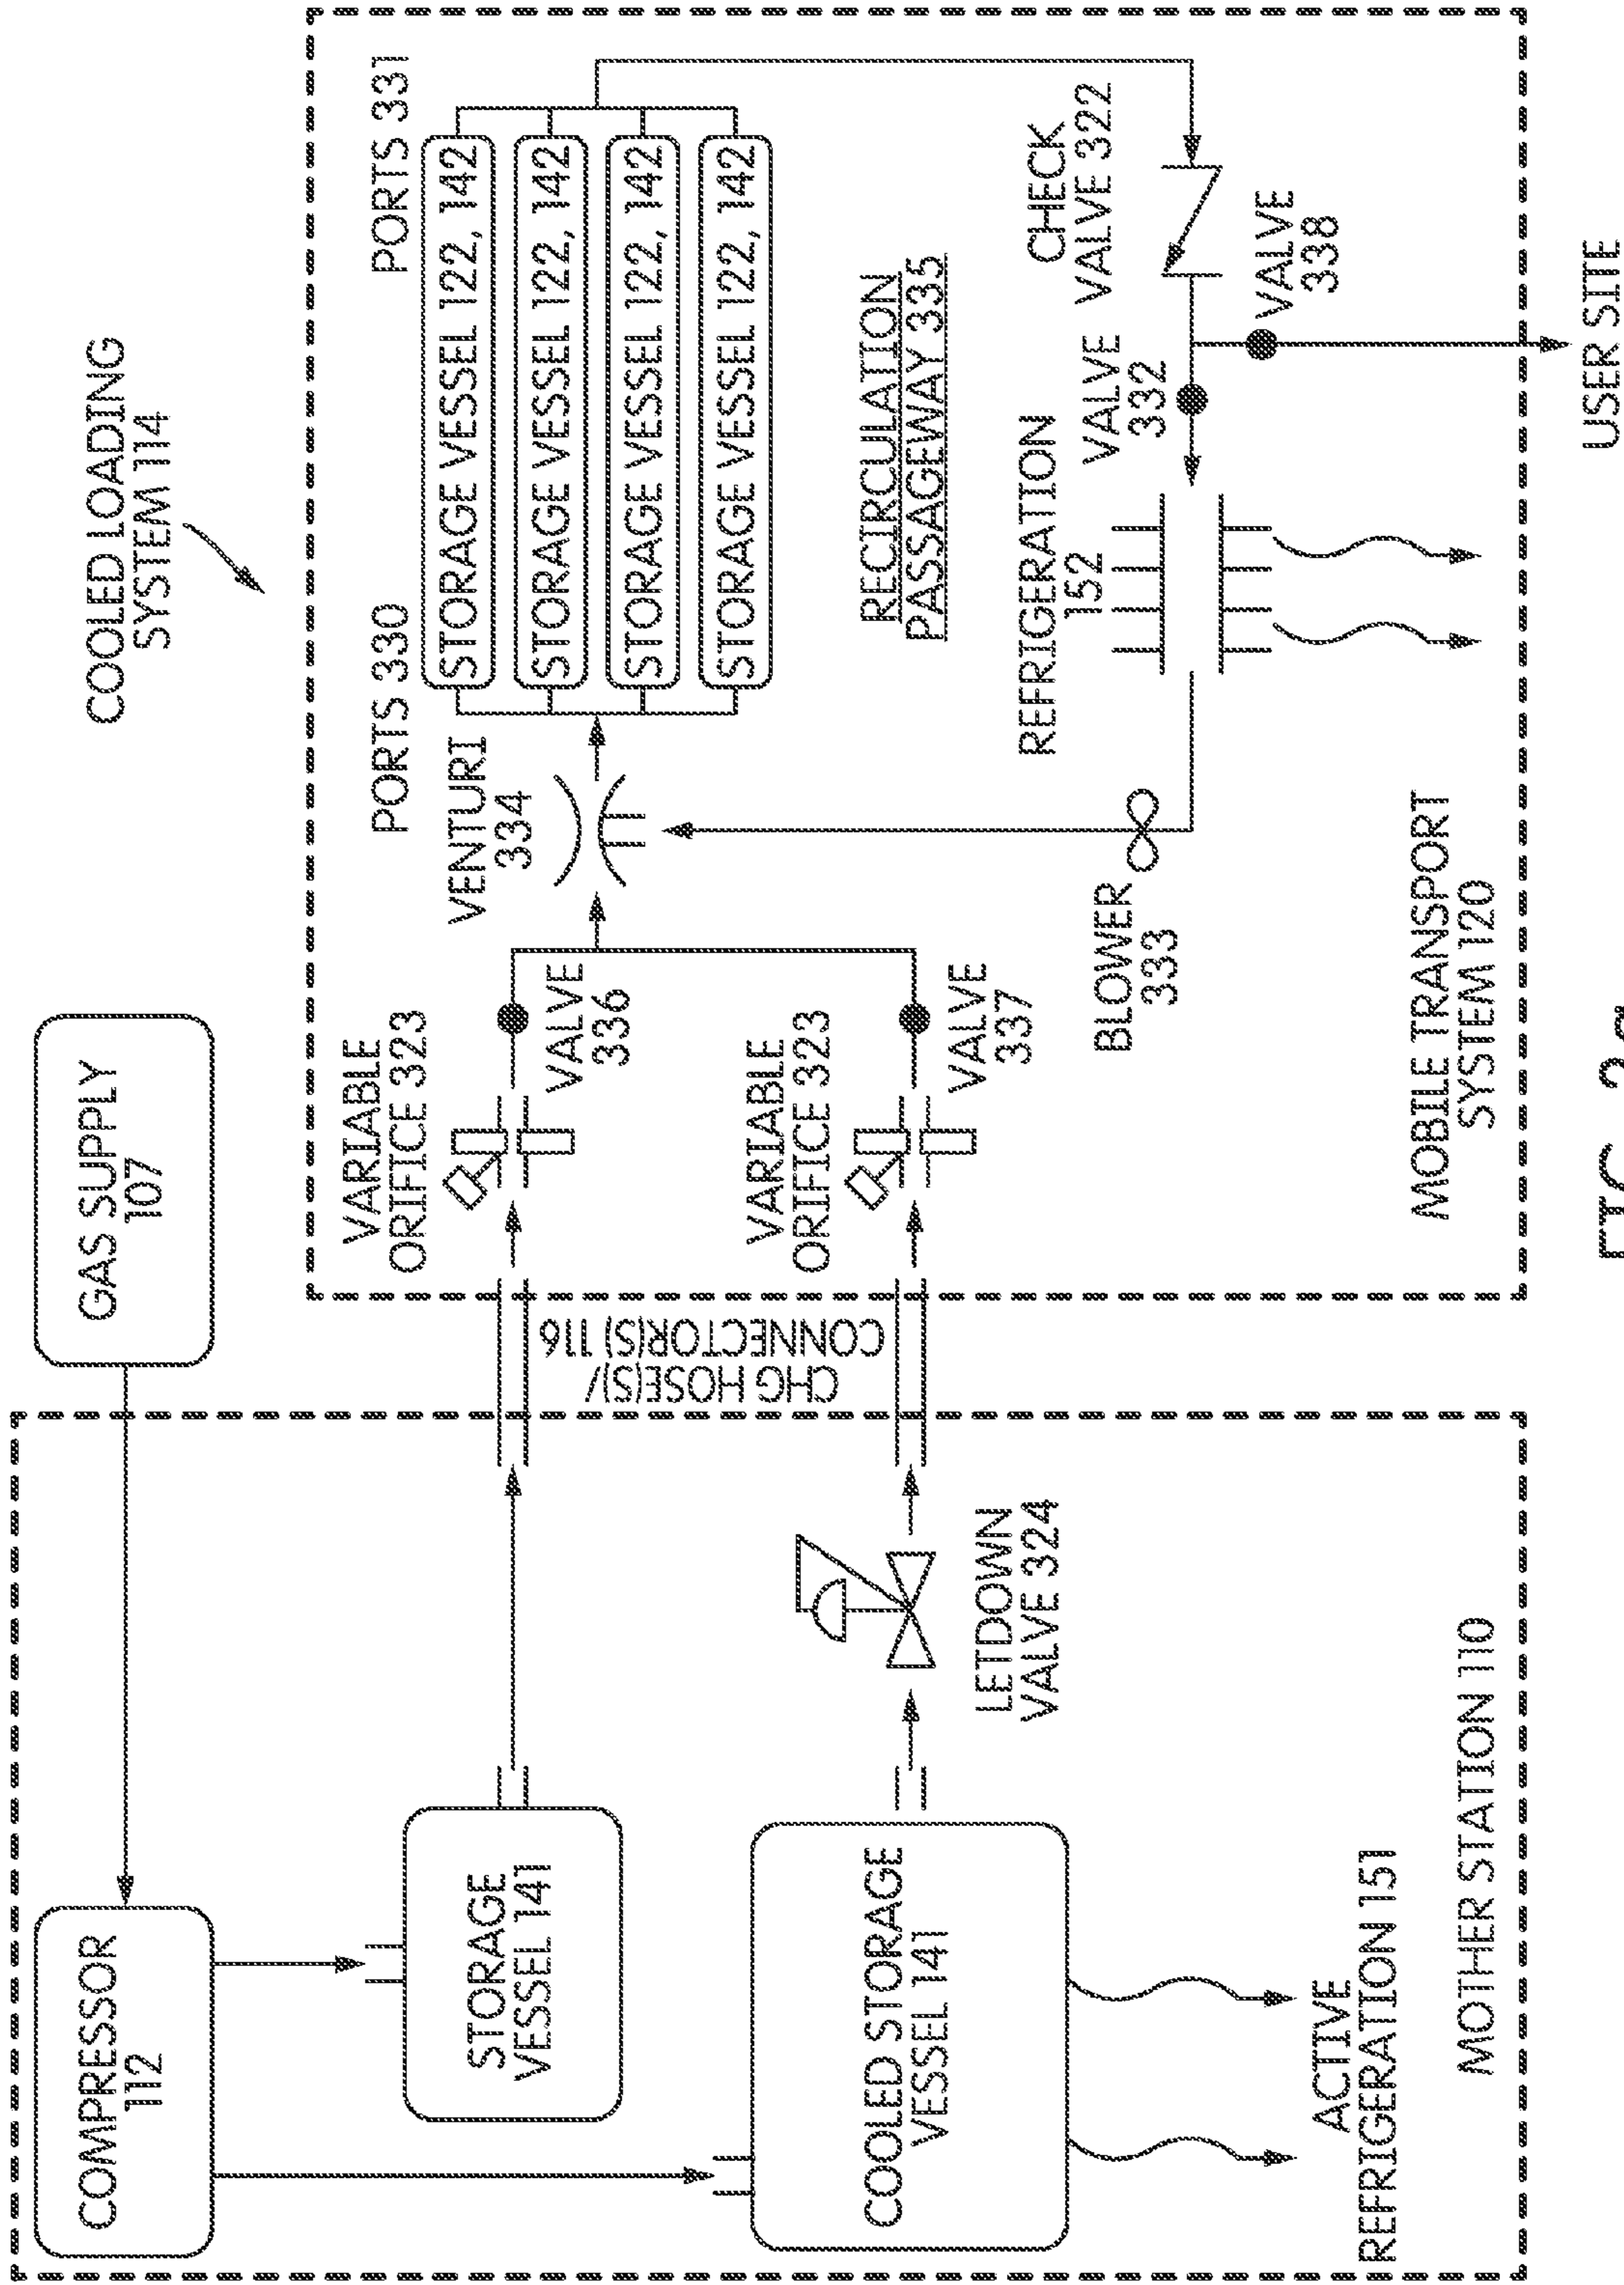 COOLED LOADING
SYSTEM 114
GAS SUPPLY
107
COMPRESSOR
112
STORAGE
VESSEL 141
COOLED STORAGE
VESSEL 141
ACTIVE
REFRIGERATION 151
MOTHER STATION 110
LETDOWN
VALVE 324
CHG HOSE(S)/
CONNECTOR(S) 116
VARIABLE
ORIFICE 323
VALVE
336
VARIABLE
ORIFICE 323
VALVE
337
VENTURI
334
PORTS 330
PORTS 331
STORAGE VESSEL 122, 142
STORAGE VESSEL 122, 142
STORAGE VESSEL 122, 142
STORAGE VESSEL 122, 142
RECIRCULATION
PASSAGEWAY 335
CHECK
VALVE 322
VALVE
332
VALVE
338
REFRIGERATION
152
BLOWER
333
MOBILE TRANSPORT
SYSTEM 120
USER SITE